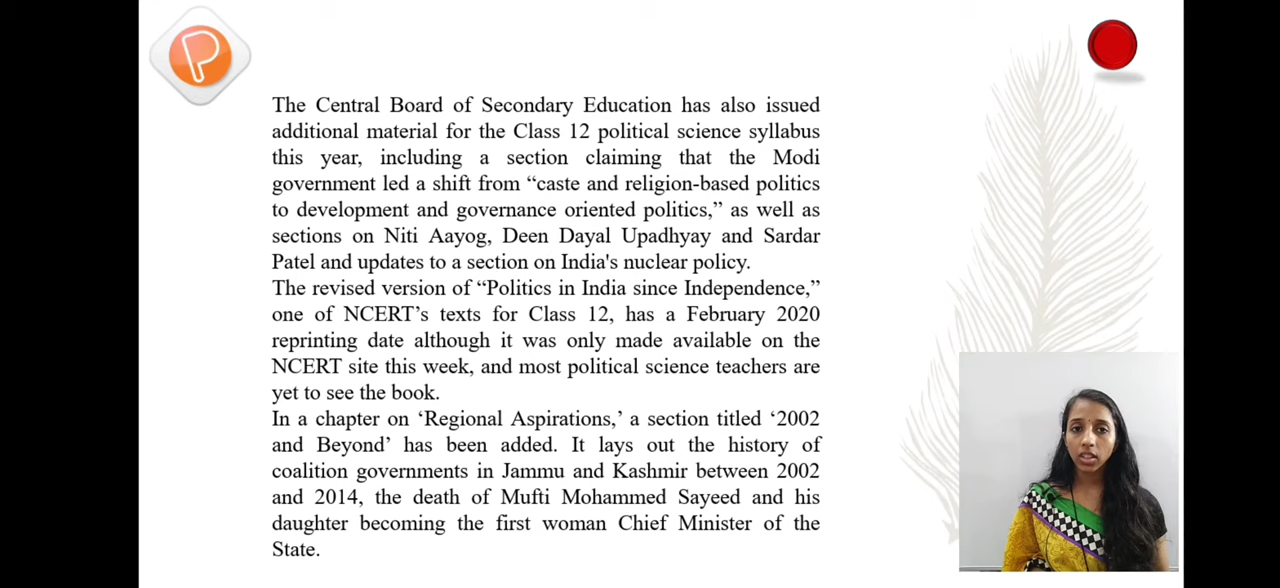 P
The Central Board of Secondary Education has also issued
additional material for the Class 12 political science syllabus
this year, including a section claiming that the Modi
government led a shift from “caste and religion-based politics
to development and governance oriented politics,” as well as
sections on Niti Aayog, Deen Dayal Upadhyay and Sardar
Patel and updates to a section on India's nuclear policy.
The revised version of “Politics in India since Independence,”
one of NCERT’s texts for Class 12, has a February 2020
reprinting date although it was only made available on the
NCERT site this week, and most political science teachers are
yet to see the book.
In a chapter on ‘Regional Aspirations,’ a section titled ‘2002
and Beyond’ has been added. It lays out the history of
coalition governments in Jammu and Kashmir between 2002
and 2014, the death of Mufti Mohammed Sayeed and his
daughter becoming the first woman Chief Minister of the
State.